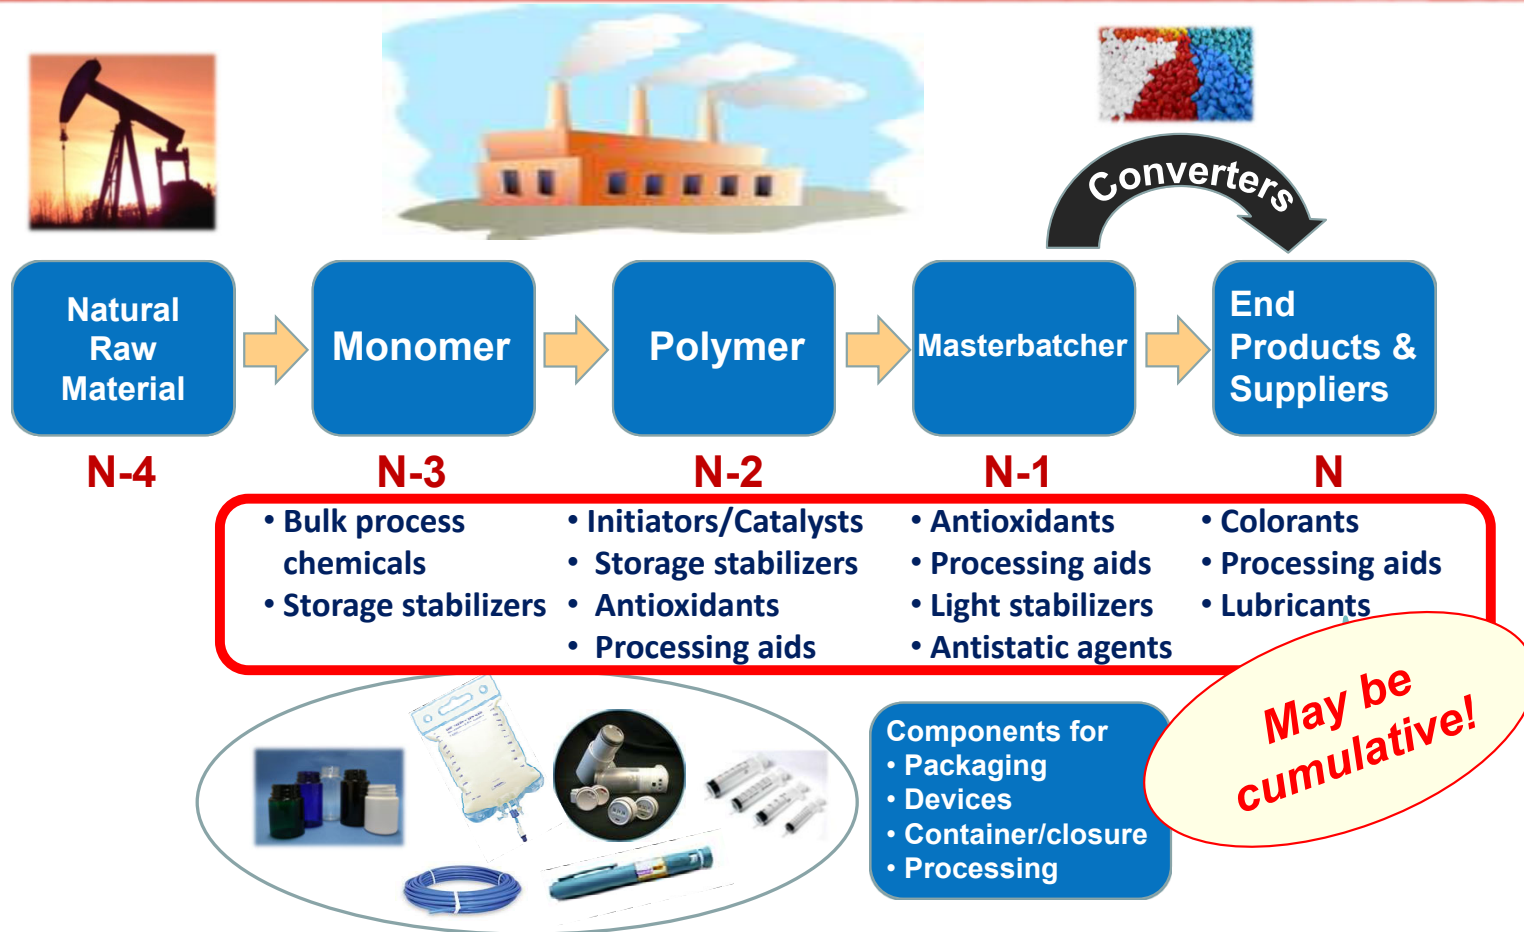 Converters
Natural
Raw
Material
Monomer
Polymer
Masterbatcher
End
Products &
Suppliers
N-4
N-3
N-2
N-1
N
• Bulk process
chemicals
• Storage stabilizers
• Initiators/Catalysts
• Storage stabilizers
• Antioxidants
• Processing aids
• Antioxidants
• Processing aids
• Light stabilizers
• Antistatic agents
• Colorants
• Processing aids
• Lubricants
May be
cumulative!
Components for
• Packaging
• Devices
• Container/closure
• Processing